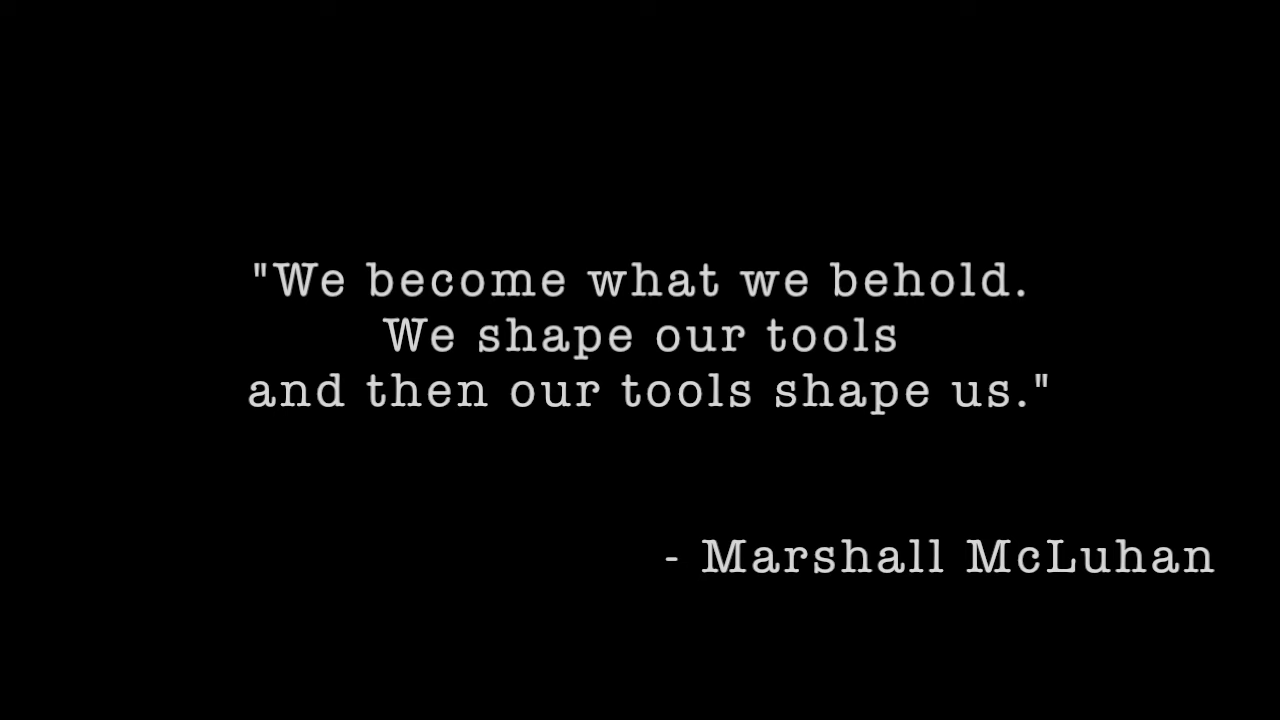 "We become what we behold.
We shape our tools
and then our tools shape us."
- Marshall McLuhan